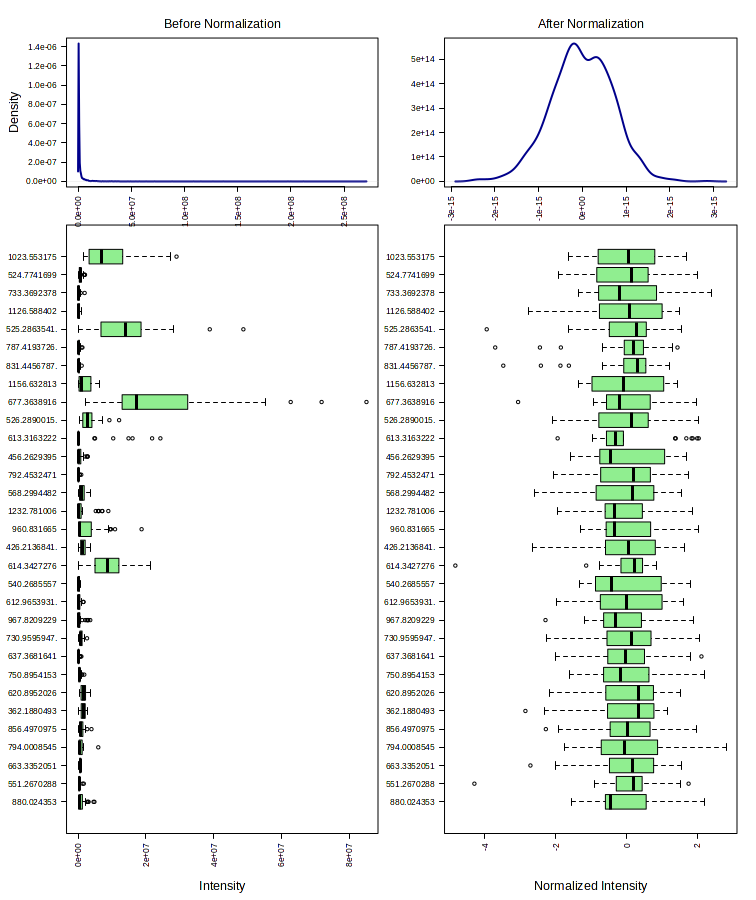 Before Normalization
After Normalization
Density
1.4e-06
1.2e-06
1.0e-06
8.0e-07
6.0e-07
4.0e-07
2.0e-07
0.0e+00
0.0e+00
5.0e+07
1.0e+08
1.5e+08
2.0e+08
2.5e+08
5e+14
4e+14
3e+14
2e+14
1e+14
0e+00
-3e-15
-2e-15
-1e-15
0e+00
1e-15
2e-15
3e-15
1023.553175
524.7741699
733.3692378
1126.588402
525.2863541.
787.4193726.
831.4456787.
1156.632813
677.3638916
526.2890015.
613.3163222
456.2629395
792.4532471
568.2994482
1232.781006
960.831665
426.2136841.
614.3427276
540.2685557
612.9653931.
967.8209229
730.9595947.
637.3681641
750.8954153
620.8952026
362.1880493
856.4970975
794.0008545
663.3352051
551.2670288
880.024353
0e+00
2e+07
4e+07
6e+07
8e+07
-4
-2
0
2
Intensity
Normalized Intensity